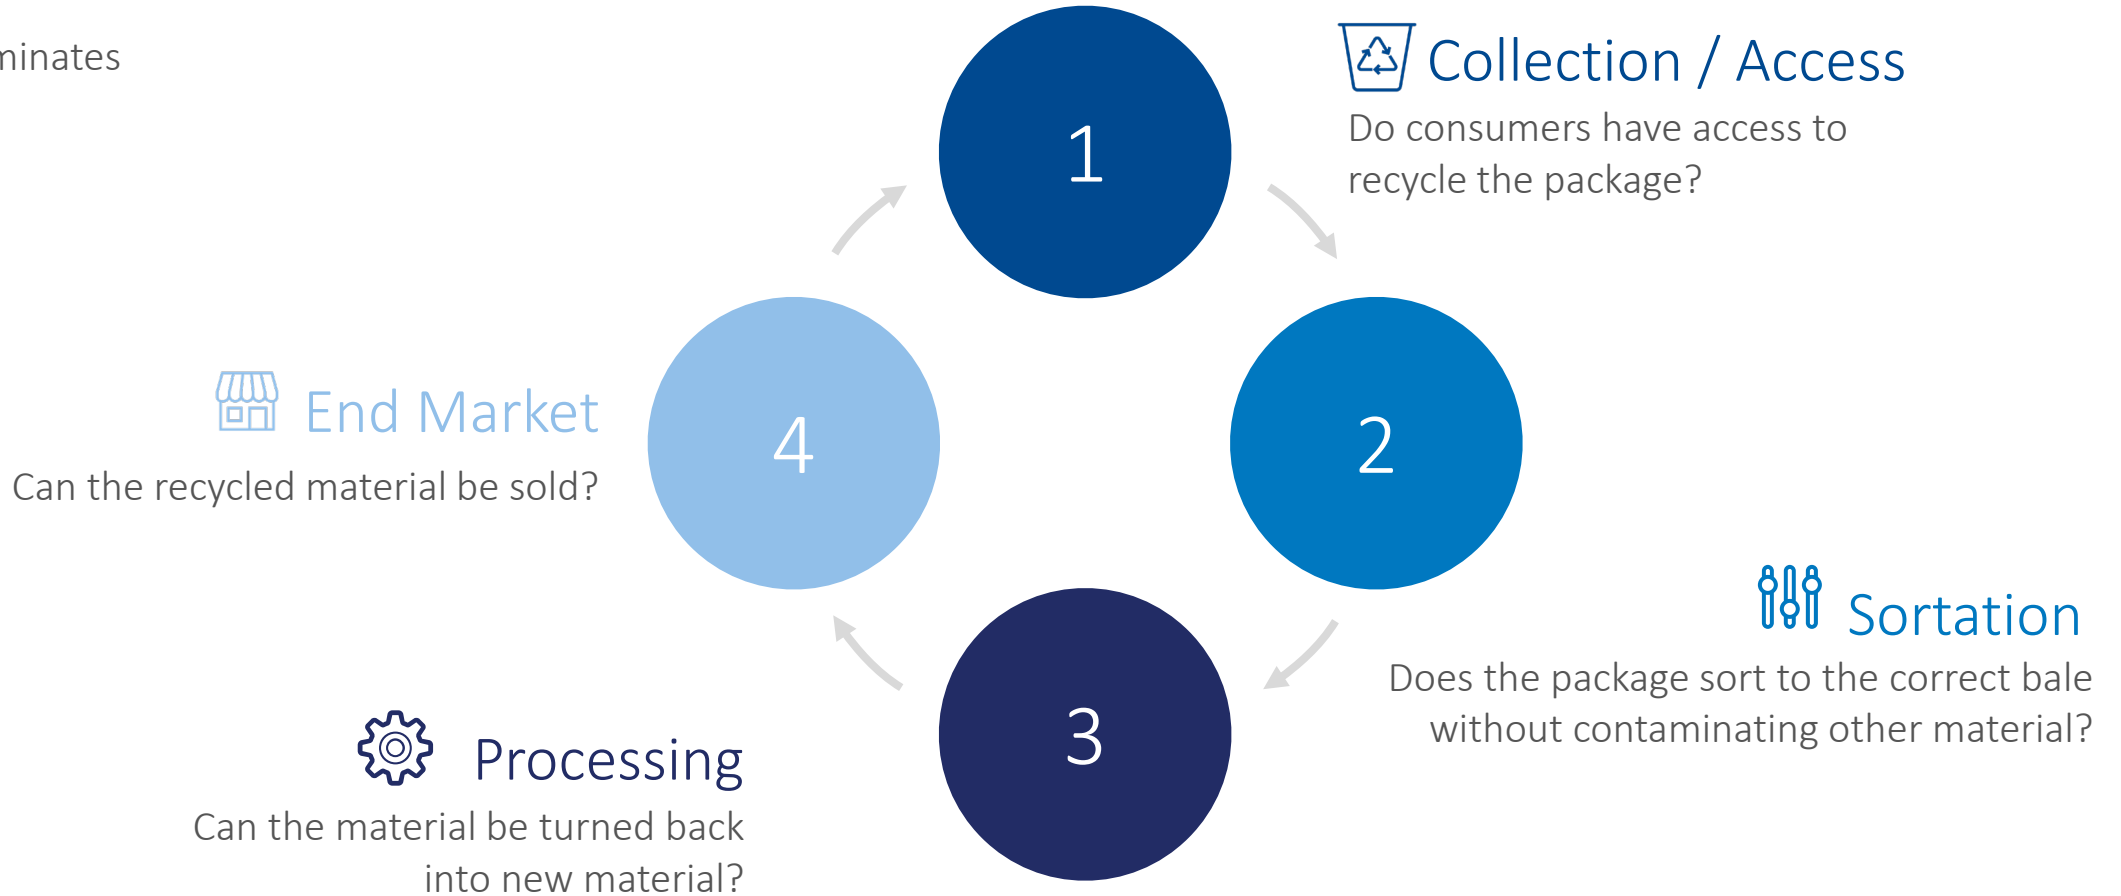 1
Collection / Access
Do consumers have access to
recycle the package?
2
Sortation
Does the package sort to the correct bale
without contaminating other material?
3
Processing
Can the material be turned back
into new material?
4
End Market
Can the recycled material be sold?